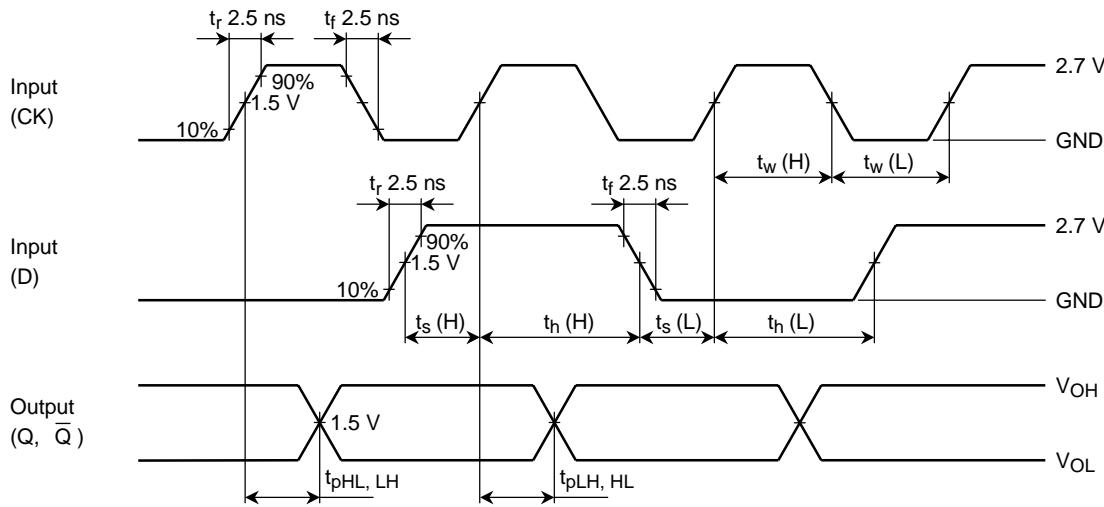 tr 2.5 ns
tf 2.5 ns
Input
(CK)
90%
1.5 V
10%
2.7 V
GND
tw (H)
tw (L)
tr 2.5 ns
tf 2.5 ns
Input
(D)
90%
1.5 V
10%
2.7 V
GND
ts (H)
th (H)
ts (L)
th (L)
Output
(Q, Q̅)
1.5 V
VOH
VOL
tpHL, LH
tpLH, HL